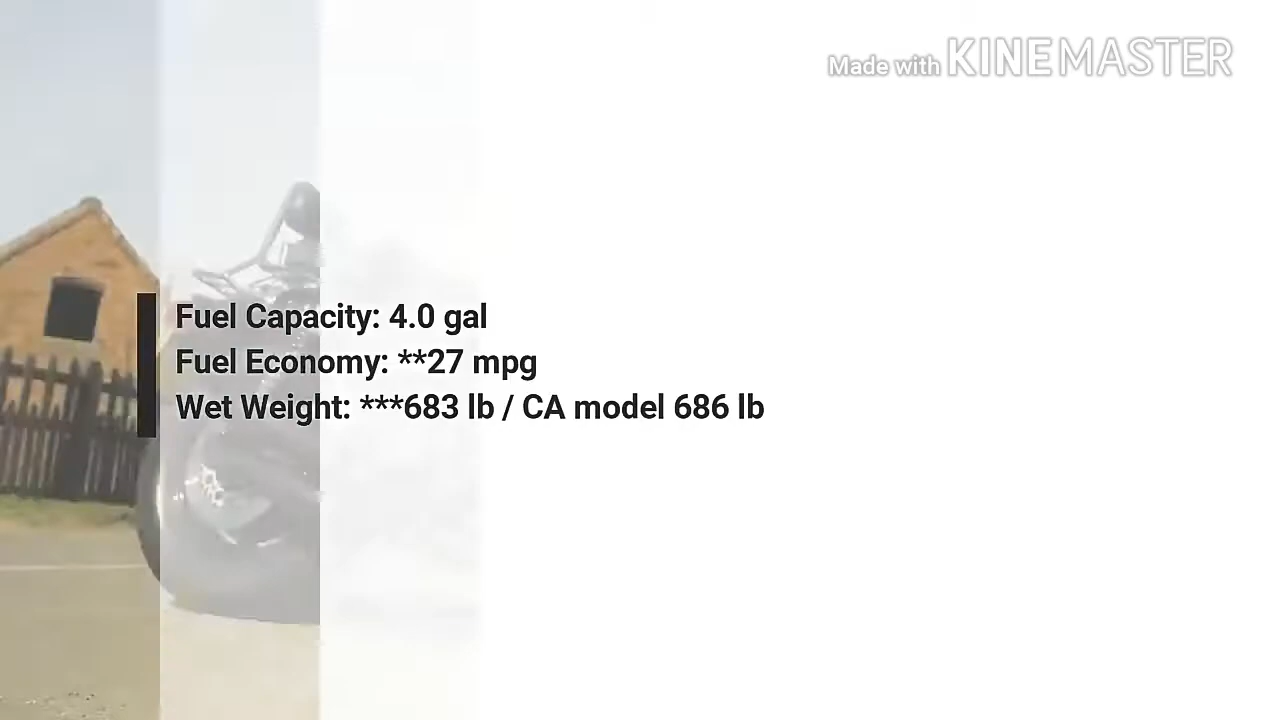 Made with KINEMASTER
Fuel Capacity: 4.0 gal
Fuel Economy: **27 mpg
Wet Weight: ***683 lb / CA model 686 lb